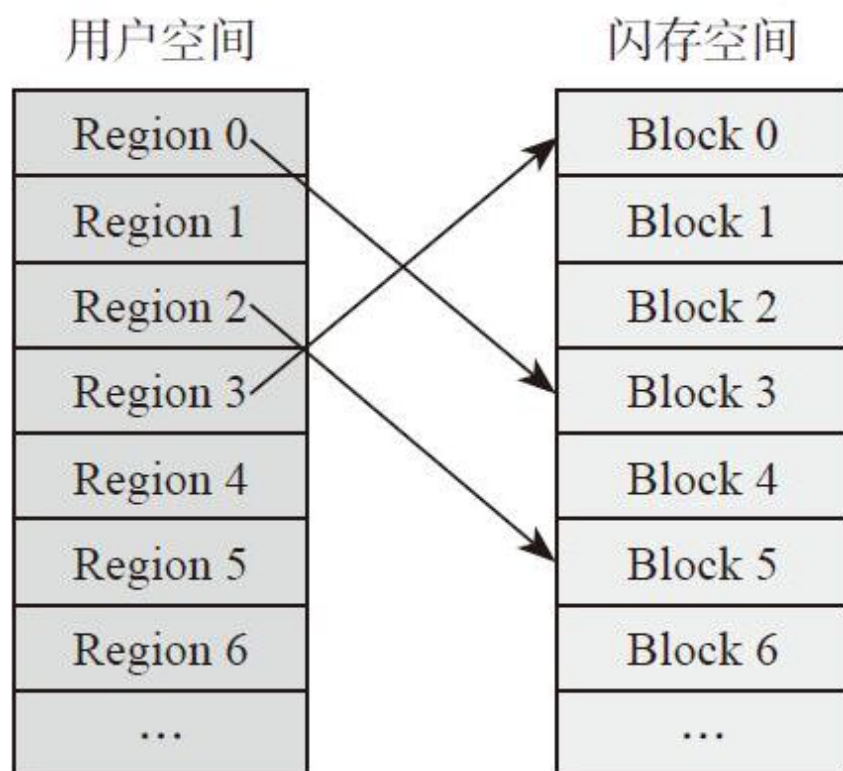 用户空间
Region 0
Region 1
Region 2
Region 3
Region 4
Region 5
Region 6
...
闪存空间
Block 0
Block 1
Block 2
Block 3
Block 4
Block 5
Block 6
...